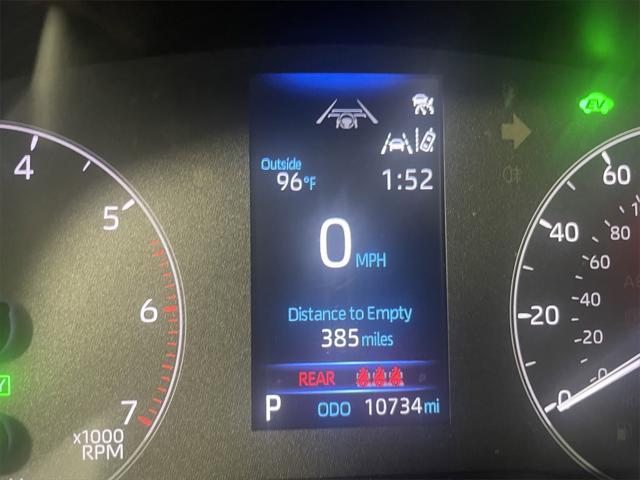 4
5
6
7
x1000
RPM
Outside
96°F
1:52
0 MPH
Distance to Empty
385 miles
REAR
P ODO 10734 mi
EV
60
40
20
0
80
60
40
20
0